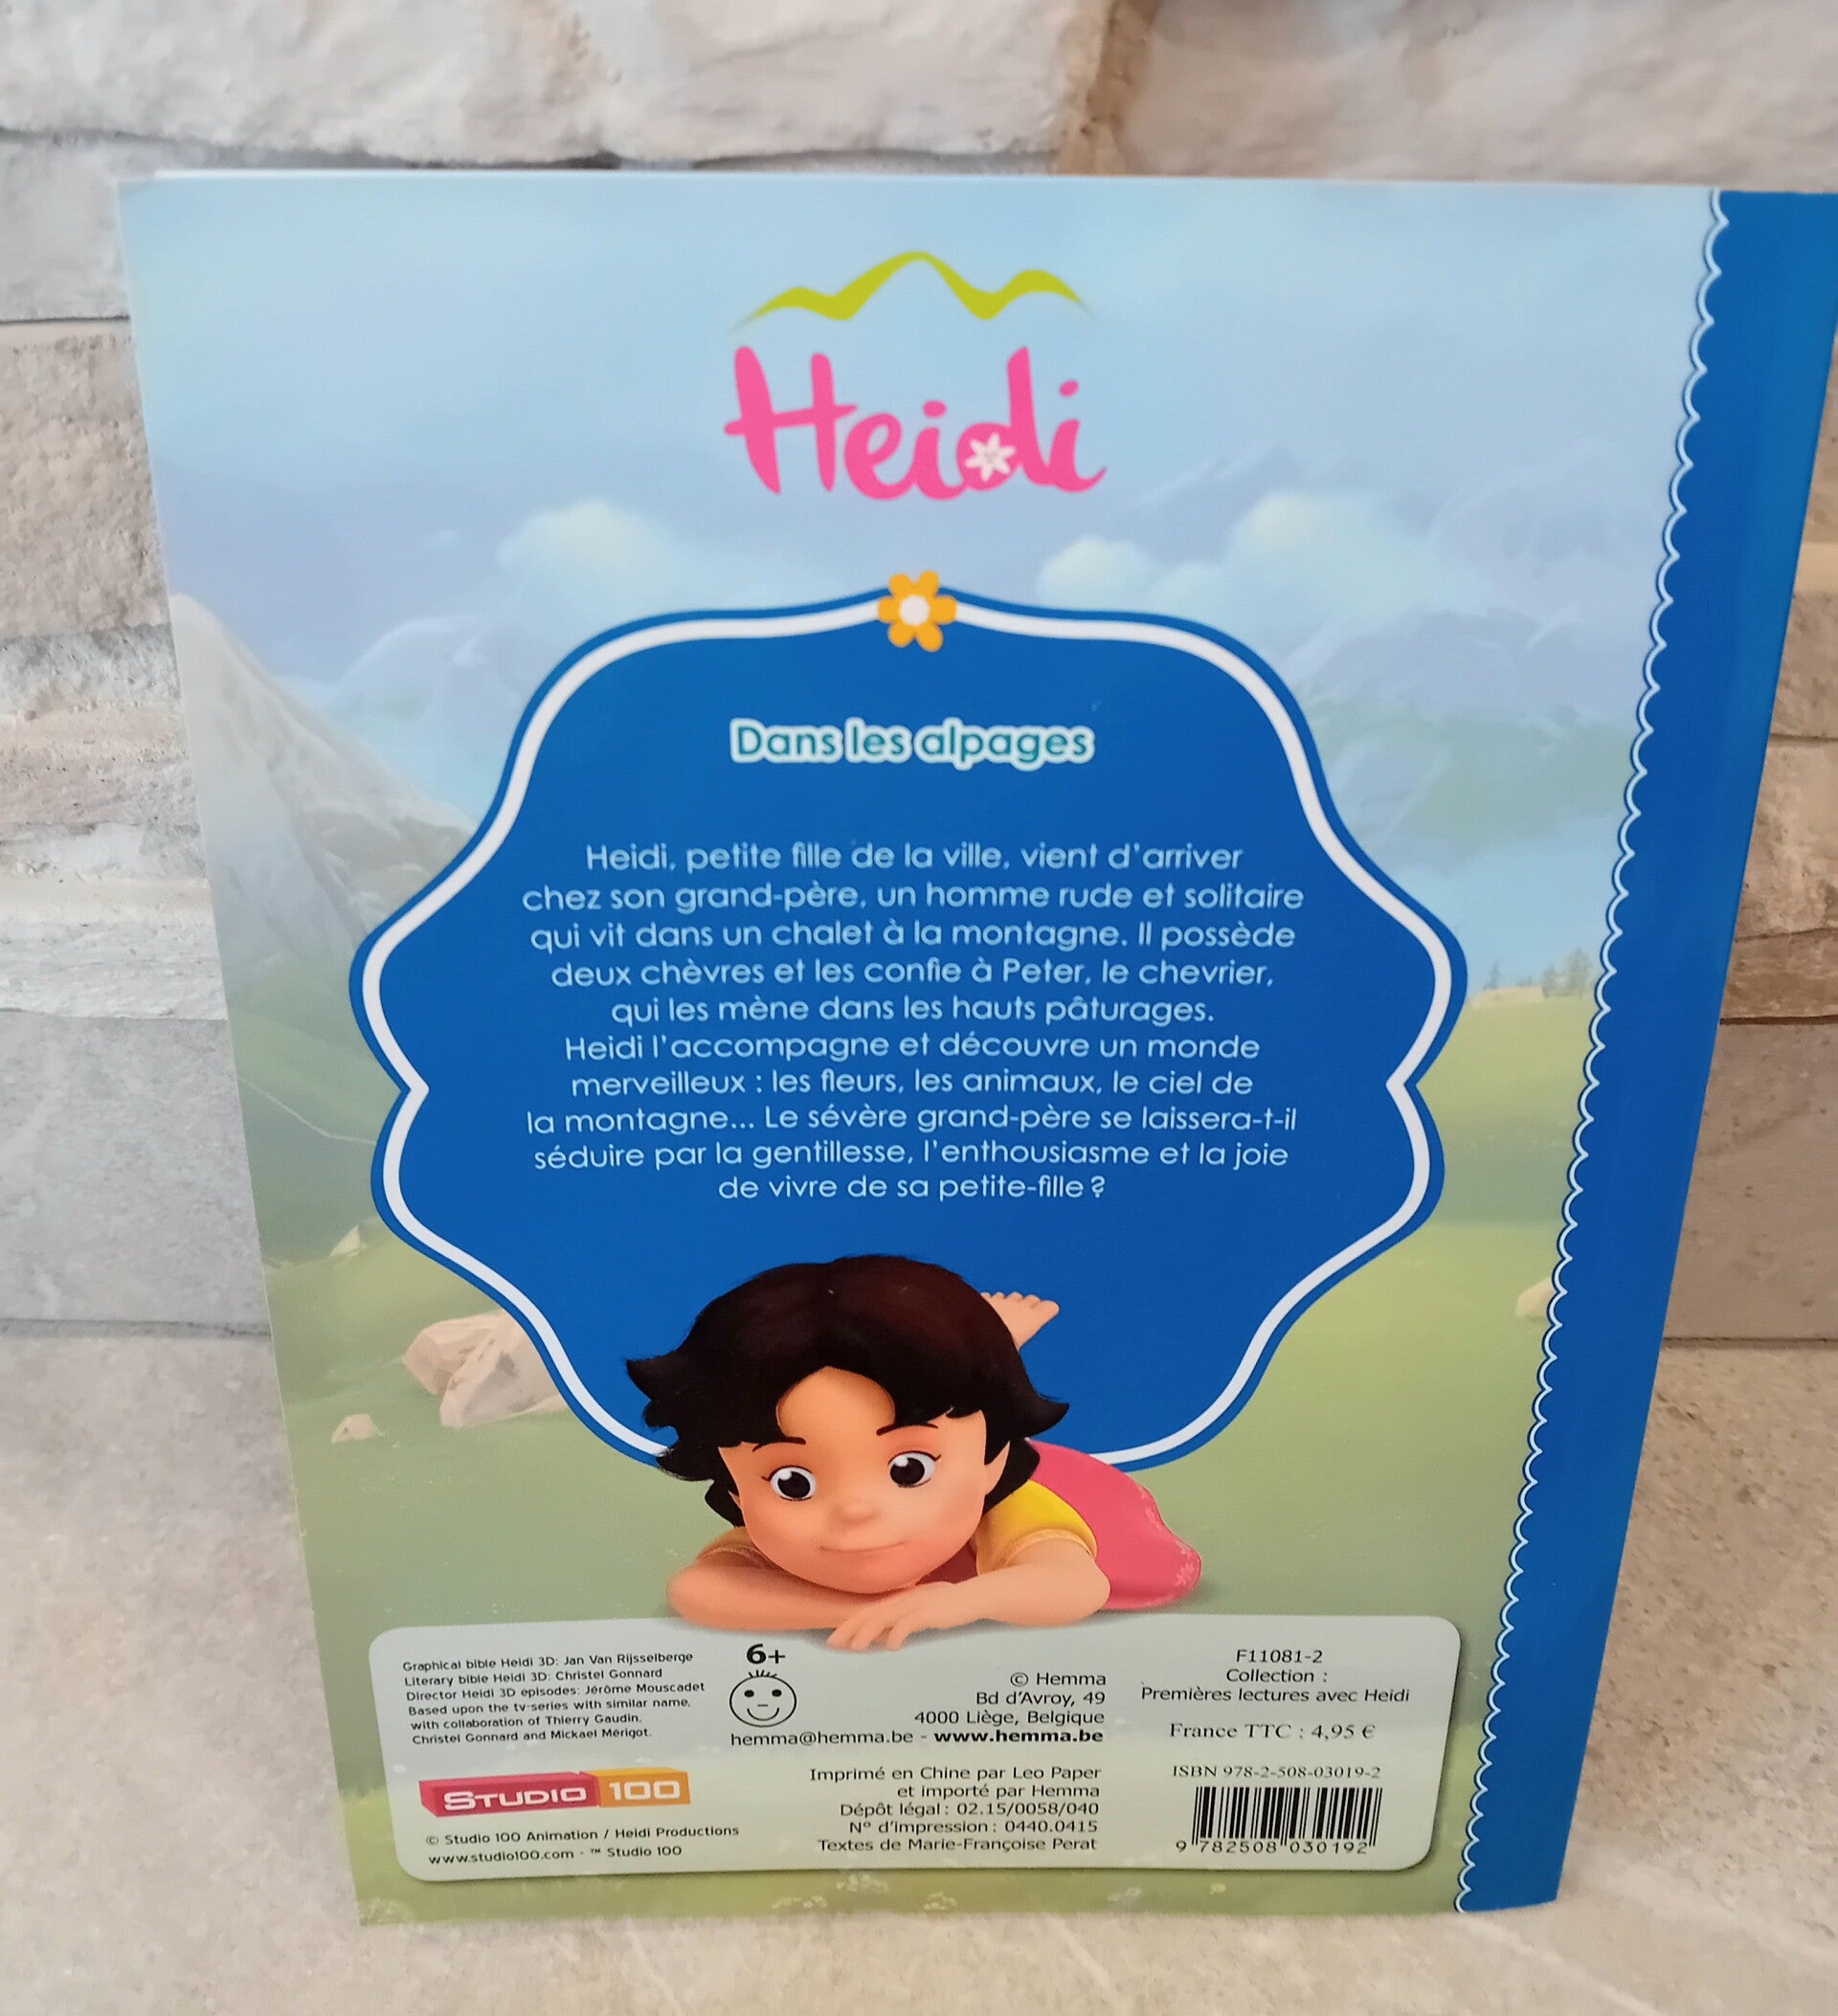 Heidi
Dans les alpages
Heidi, petite fille de la ville, vient d'arriver
chez son grand-père, un homme rude et solitaire
qui vit dans un chalet à la montagne. Il possède
deux chèvres et les confie à Peter, le chevrier,
qui les mène dans les hauts pâturages.
Heidi l'accompagne et découvre un monde
merveilleux : les fleurs, les animaux, le ciel de
la montagne... Le sévère grand-père se laissera-t-il
séduire par la gentillesse, l'enthousiasme et la joie
de vivre de sa petite-fille ?
Graphical bible Heidi 3D: Jan Van Rijsselberge
Literary bible Heidi 3D: Christel Gonnard
Director Heidi 3D episodes: Jérôme Mouscadet
Based upon the tv-series with similar name,
with collaboration of Thierry Gaudin,
Christel Gonnard and Mickael Mérigot.
STUDIO 100
© Studio 100 Animation / Heidi Productions
www.studio100.com - ™ Studio 100
6+
© Hemma
Bd d'Avroy, 49
4000 Liège, Belgique
hemma@hemma.be - www.hemma.be
Imprimé en Chine par Leo Paper
et importé par Hemma
Dépôt légal : 02.15/0058/040
N° d'impression : 0440.0415
Textes de Marie-Françoise Perat
F11081-2
Collection :
Premières lectures avec Heidi
France TTC : 4,95 €
ISBN 978-2-508-03019-2
9 782508 030192